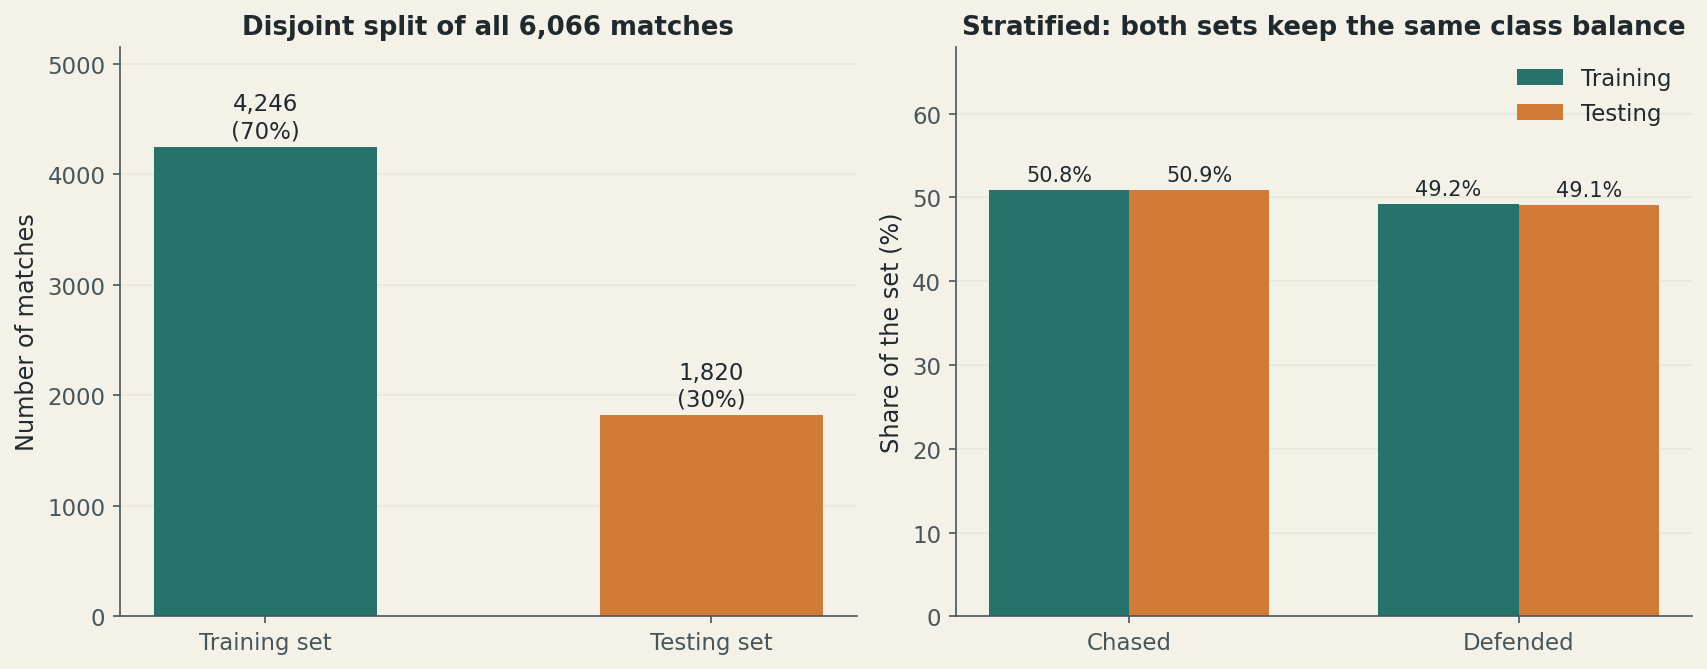 Disjoint split of all 6,066 matches
Number of matches
5000
4000
3000
2000
1000
0
4,246
(70%)
1,820
(30%)
Training set
Testing set
Stratified: both sets keep the same class balance
Share of the set (%)
60
50
40
30
20
10
0
Training
Testing
50.8%
50.9%
49.2%
49.1%
Chased
Defended